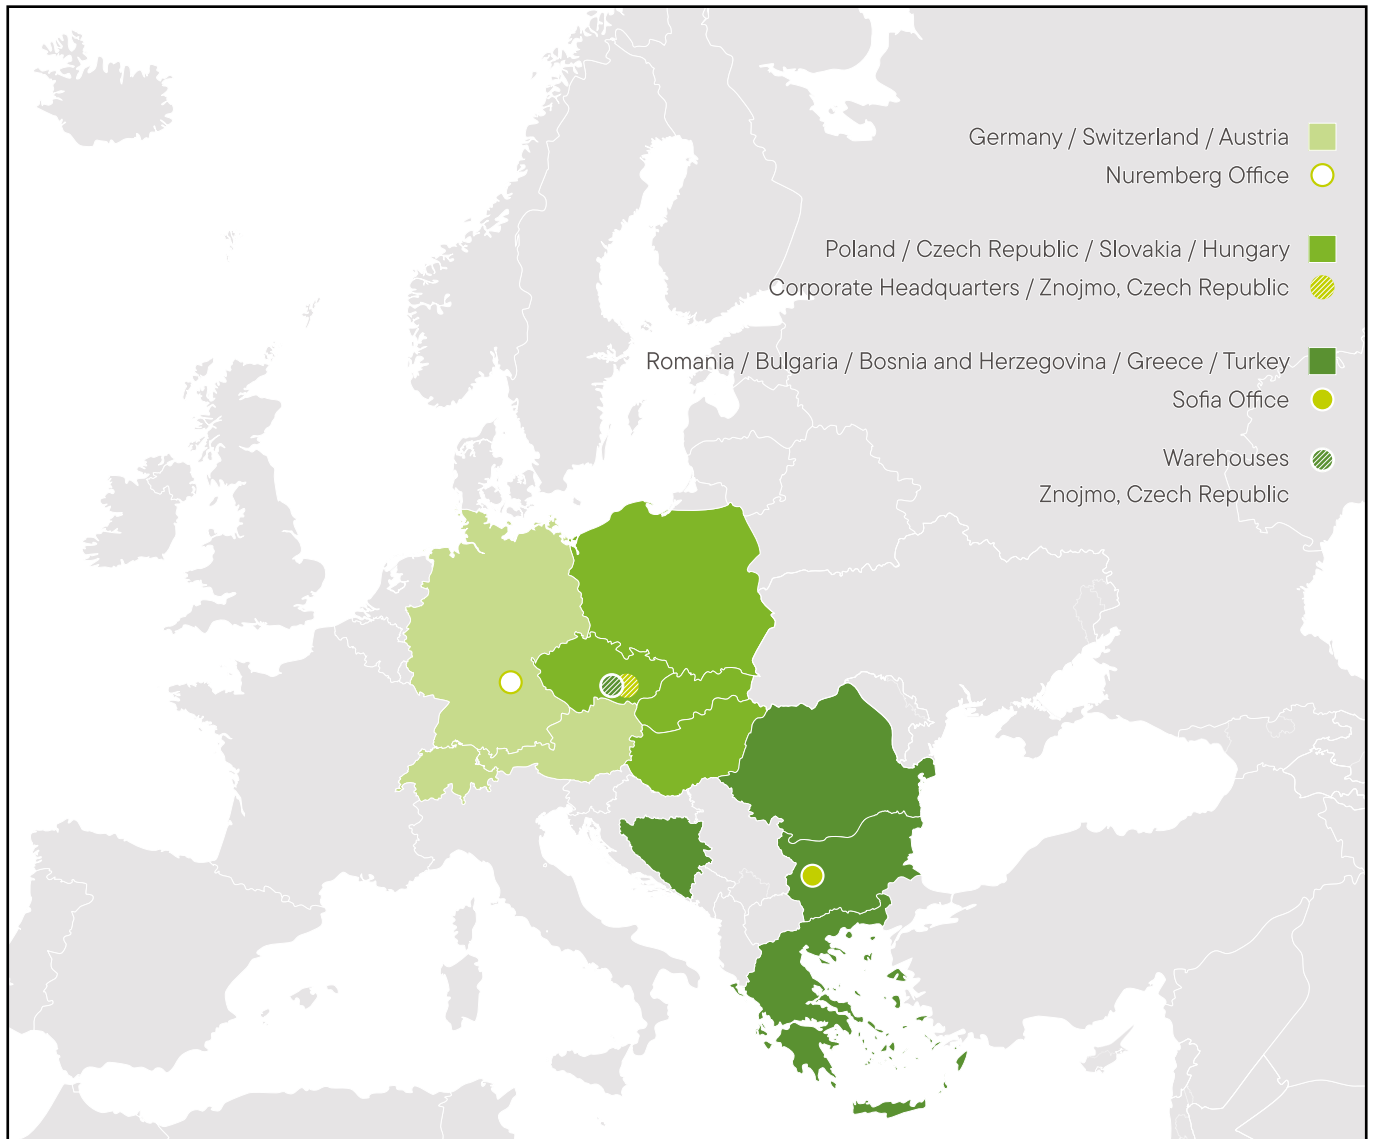 Germany / Switzerland / Austria
Nuremberg Office
Poland / Czech Republic / Slovakia / Hungary
Corporate Headquarters / Znojmo, Czech Republic
Romania / Bulgaria / Bosnia and Herzegovina / Greece / Turkey
Sofia Office
Warehouses
Znojmo, Czech Republic